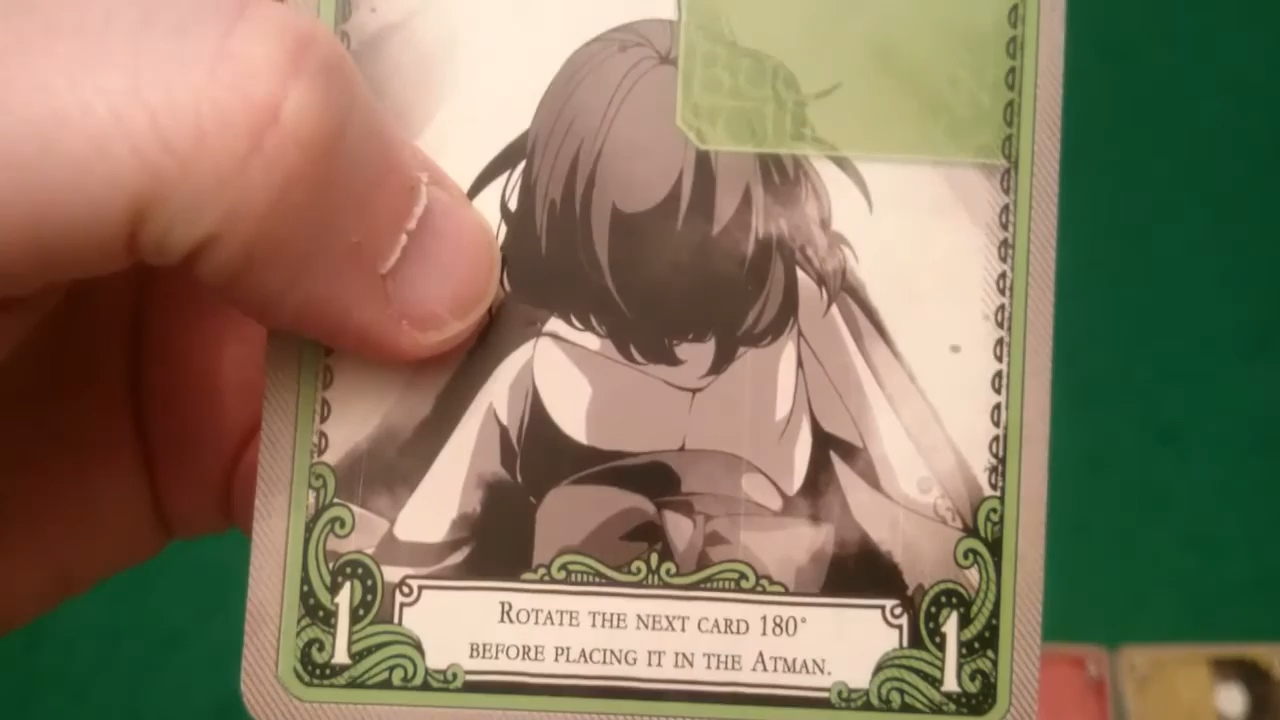 ROTATE THE NEXT CARD 180°
BEFORE PLACING IT IN THE ATMAN.
1 1